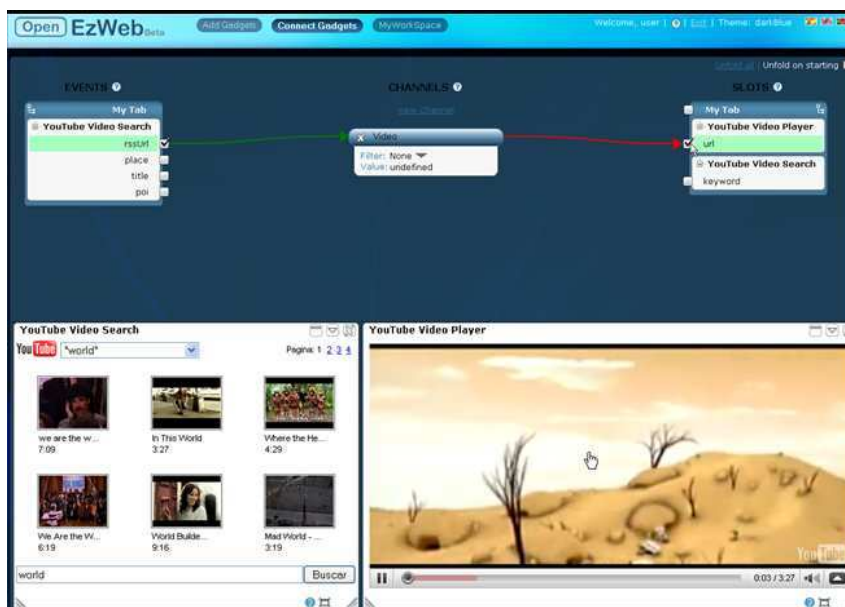 Open EzWeb Beta
Add Gadgets Connect Gadgets MyWorkSpace
Welcome, user | ? | Exit | Theme: darkBlue
Unfold all | Unfold on starting
EVENTS ? CHANNELS ? SLOTS ?
My Tab
YouTube Video Search
rssUrl
place
title
poi
new Channel
x Video
Filter: None
Value: undefined
My Tab
YouTube Video Player
url
YouTube Video Search
keyword
YouTube Video Search
YouTube "world" Pagina: 1 2 3 4
we are the w... In This World Where the He...
7:09 3:27 4:29
We Are the W... World Builde... Mad World - ...
6:19 9:16 3:19
world Buscar
YouTube Video Player
YouTube
0:03 / 3:27